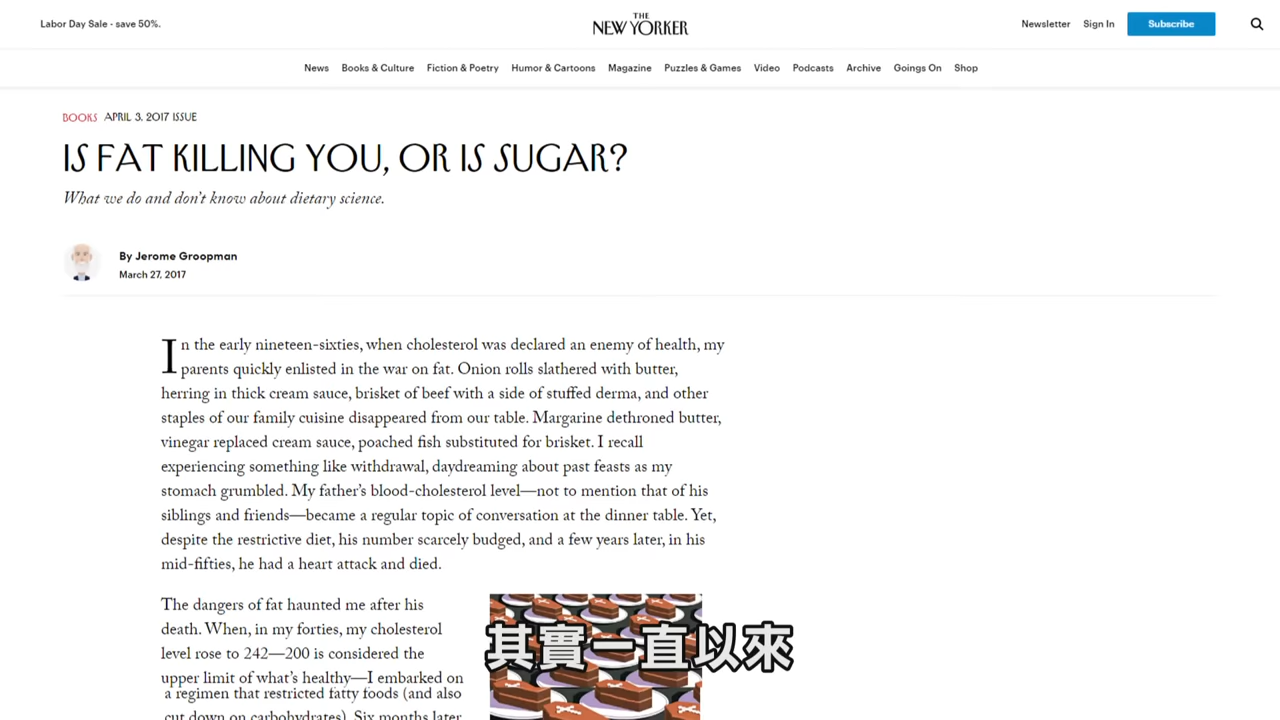 Labor Day Sale - save 50%.
THE
NEW YORKER
Newsletter Sign In Subscribe
News Books & Culture Fiction & Poetry Humor & Cartoons Magazine Puzzles & Games Video Podcasts Archive Goings On Shop
BOOKS APRIL 3, 2017 ISSUE
IS FAT KILLING YOU, OR IS SUGAR?
What we do and don't know about dietary science.
By Jerome Groopman
March 27, 2017
In the early nineteen-sixties, when cholesterol was declared an enemy of health, my
parents quickly enlisted in the war on fat. Onion rolls slathered with butter,
herring in thick cream sauce, brisket of beef with a side of stuffed derma, and other
staples of our family cuisine disappeared from our table. Margarine dethroned butter,
vinegar replaced cream sauce, poached fish substituted for brisket. I recall
experiencing something like withdrawal, daydreaming about past feasts as my
stomach grumbled. My father's blood-cholesterol level—not to mention that of his
siblings and friends—became a regular topic of conversation at the dinner table. Yet,
despite the restrictive diet, his number scarcely budged, and a few years later, in his
mid-fifties, he had a heart attack and died.
The dangers of fat haunted me after his
death. When, in my forties, my cholesterol
level rose to 242—200 is considered the
upper limit of what's healthy—I embarked on
a regimen that restricted fatty foods (and also
cut down on carbohydrates). Six months later
其實一直以來